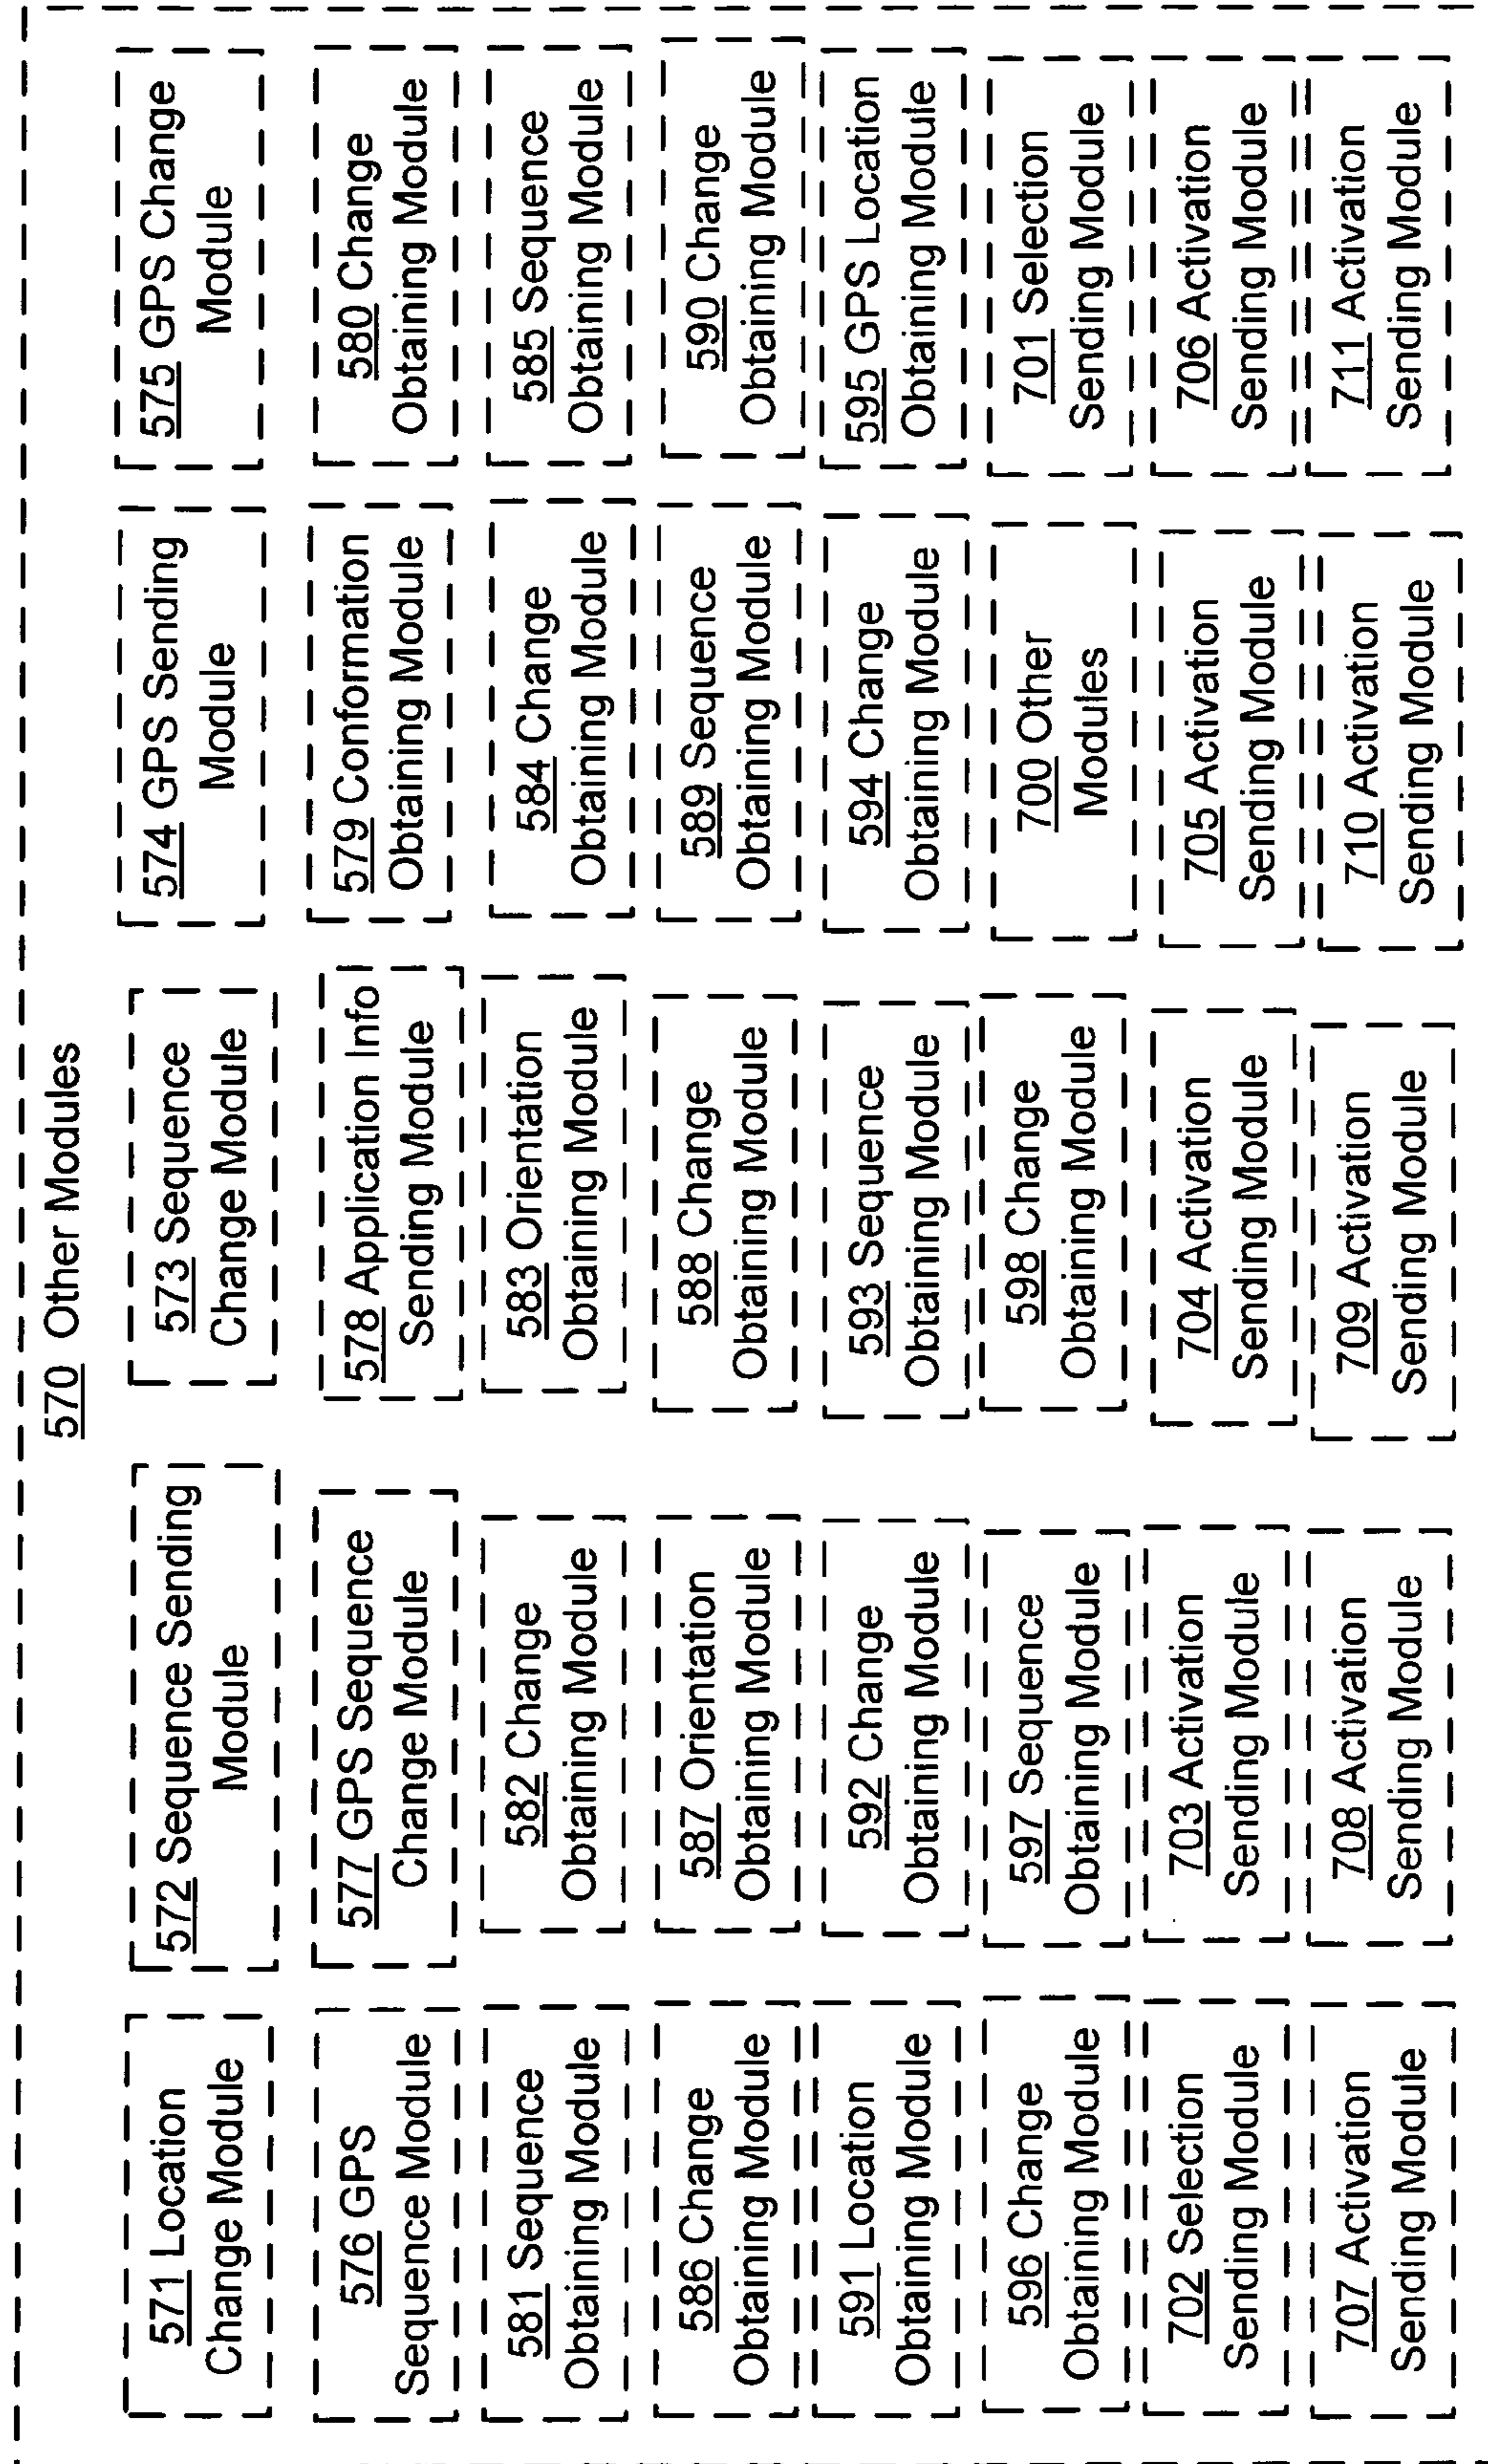 570 Other Modules
571 Location
Change Module
572 Sequence Sending
Module
573 Sequence
Change Module
574 GPS Sending
Module
575 GPS Change
Module
576 GPS
Sequence Module
577 GPS Sequence
Change Module
578 Application Info
Sending Module
579 Conformation
Obtaining Module
580 Change
Obtaining Module
581 Sequence
Obtaining Module
582 Change
Obtaining Module
583 Orientation
Obtaining Module
584 Change
Obtaining Module
585 Sequence
Obtaining Module
586 Change
Obtaining Module
587 Orientation
Obtaining Module
588 Change
Obtaining Module
589 Sequence
Obtaining Module
590 Change
Obtaining Module
591 Location
Obtaining Module
592 Change
Obtaining Module
593 Sequence
Obtaining Module
594 Change
Obtaining Module
595 GPS Location
Obtaining Module
596 Change
Obtaining Module
597 Sequence
Obtaining Module
598 Change
Obtaining Module
700 Other
Modules
701 Selection
Sending Module
702 Selection
Sending Module
703 Activation
Sending Module
704 Activation
Sending Module
705 Activation
Sending Module
706 Activation
Sending Module
707 Activation
Sending Module
708 Activation
Sending Module
709 Activation
Sending Module
710 Activation
Sending Module
711 Activation
Sending Module